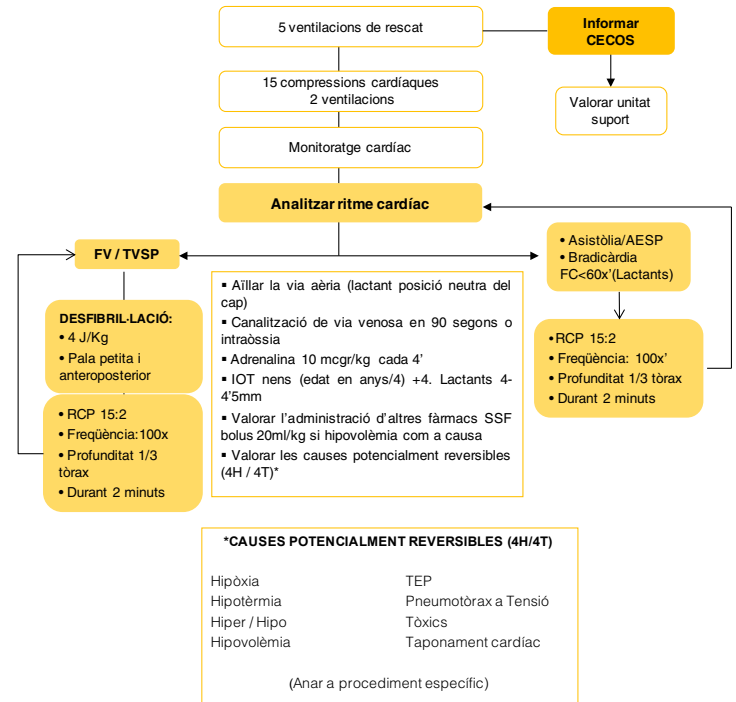 5 ventilacions de rescat
Informar
CECOS
15 compressions cardíaques
2 ventilacions
Valorar unitat
suport
Monitoratge cardíac
Analitzar ritme cardíac
FV / TVSP
• Asistòlia/AESP
• Bradicàrdia
FC<60x'(Lactants)
DESFIBRIL·LACIÓ:
• 4 J/Kg
• Pala petita i
anteroposterior
• RCP 15:2
• Freqüència:100x
• Profunditat 1/3
tòrax
• Durant 2 minuts
▪ Aïllar la via aèria (lactant posició neutra del
cap)
▪ Canalització de via venosa en 90 segons o
intraòssia
▪ Adrenalina 10 mcgr/kg cada 4'
▪ IOT nens (edat en anys/4) +4. Lactants 4-
4'5mm
▪ Valorar l'administració d'altres fàrmacs SSF
bolus 20ml/kg si hipovolèmia com a causa
▪ Valorar les causes potencialment reversibles
(4H / 4T)*
• RCP 15:2
• Freqüència: 100x'
• Profunditat 1/3 tòrax
• Durant 2 minuts
*CAUSES POTENCIALMENT REVERSIBLES (4H/4T)
Hipòxia TEP
Hipotèrmia Pneumotòrax a Tensió
Hiper / Hipo Tòxics
Hipovolèmia Taponament cardíac
(Anar a procediment específic)